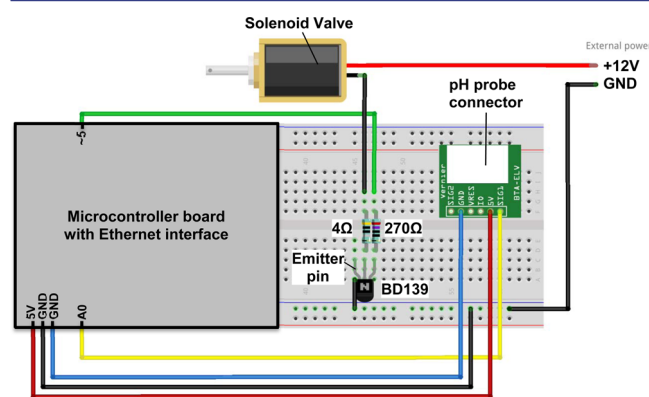 Solenoid Valve
External power
+12V
GND
pH probe
connector
~5
Vernier
BTA-ELV
SIG2
GND
VRES
IO
5V
SIG1
Microcontroller board
with Ethernet interface
4Ω
270Ω
Emitter
pin
BD139
5V
GND
GND
A0